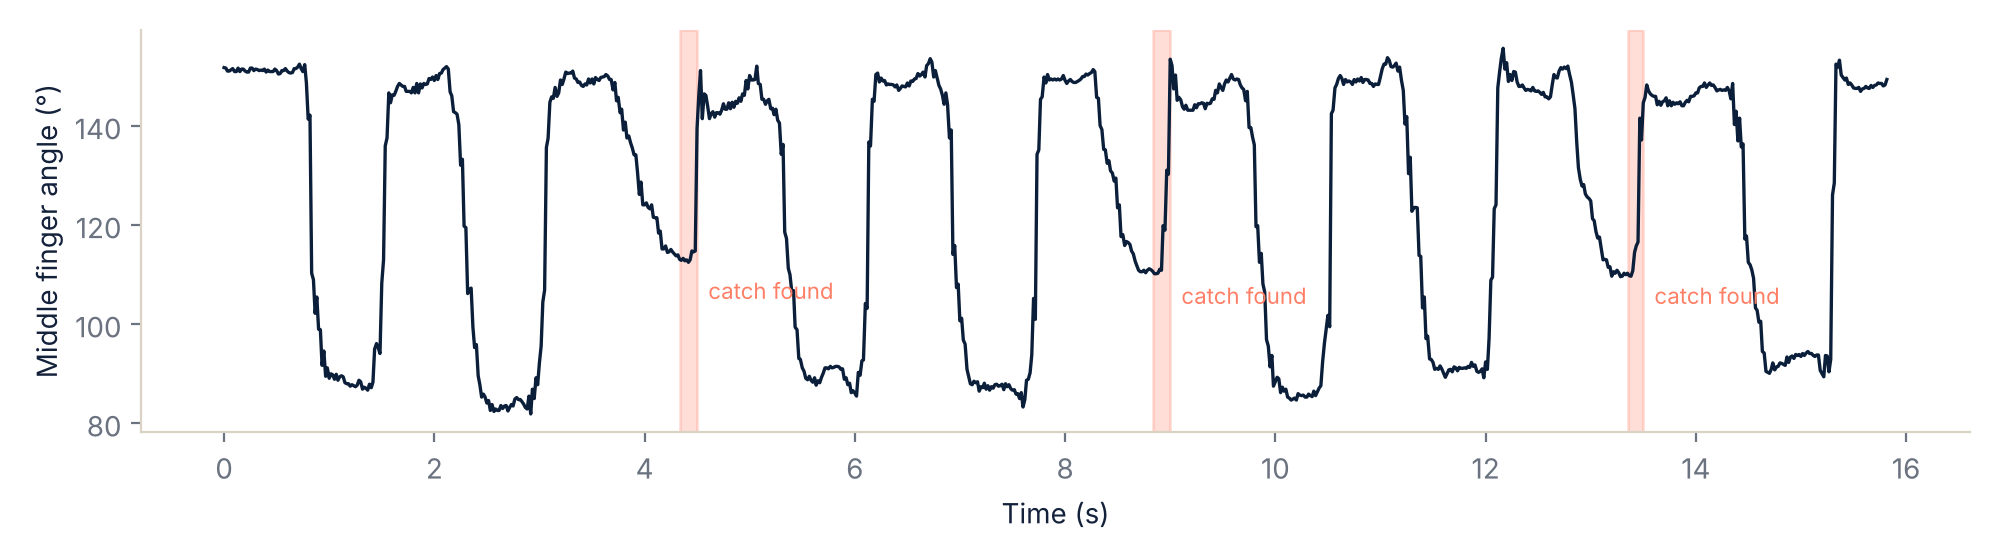 Middle finger angle (°)
140
120
100
80
catch found
catch found
catch found
0 2 4 6 8 10 12 14 16
Time (s)